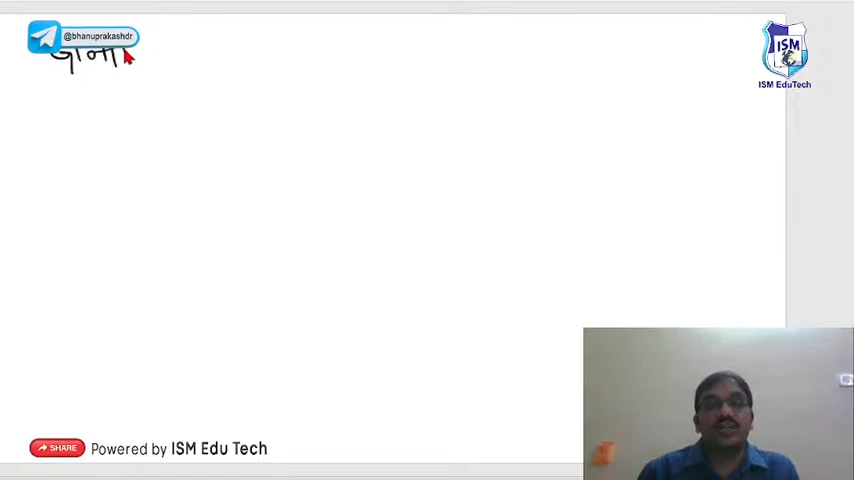 @bhanuprakashdr
ISM
ISM EduTech
SHARE
Powered by ISM Edu Tech